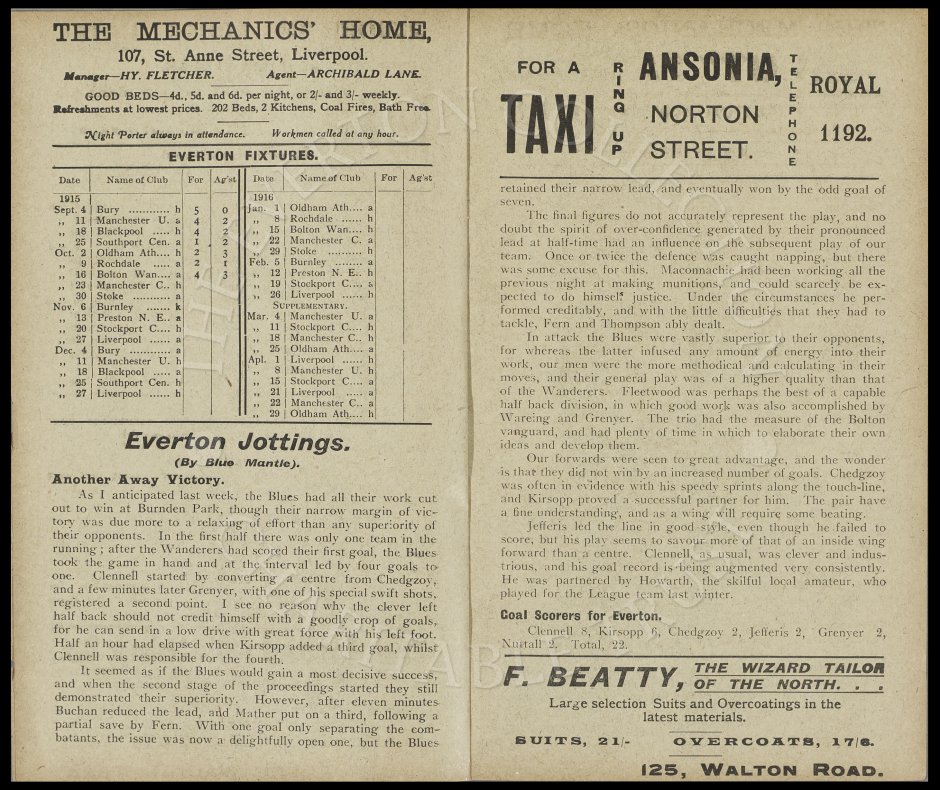 THE MECHANICS' HOME,
107, St. Anne Street, Liverpool.
Manager—HY. FLETCHER. Agent—ARCHIBALD LANE.
GOOD BEDS—4d., 5d. and 6d. per night, or 2/- and 3/- weekly.
Refreshments at lowest prices. 202 Beds, 2 Kitchens, Coal Fires, Bath Free.
Night Porter always in attendance. Workmen called at any hour.
EVERTON FIXTURES.
Date Name of Club For Ag'st
1915
Sept. 4 Bury ............ h 5 0
„ 11 Manchester U. a 4 2
„ 18 Blackpool ..... h 4 2
„ 25 Southport Cen. a 1 2
Oct. 2 Oldham Ath.... h 2 3
„ 9 Rochdale ...... a 2 1
„ 16 Bolton Wan.... a 4 3
„ 23 Manchester C.. h
„ 30 Stoke ........... a
Nov. 6 Burnley ....... k
„ 13 Preston N. E.. a
„ 20 Stockport C.... h
„ 27 Liverpool ...... a
Dec. 4 Bury ............ a
„ 11 Manchester U. h
„ 18 Blackpool ..... a
„ 25 Southport Cen. h
„ 27 Liverpool ...... h
Date Name of Club For Ag'st
1916
Jan. 1 Oldham Ath.... a
„ 8 Rochdale ...... h
„ 15 Bolton Wan.... h
„ 22 Manchester C. a
„ 29 Stoke ........... h
Feb. 5 Burnley ......... a
„ 12 Preston N. E.. h
„ 19 Stockport C.... a
„ 26 Liverpool ...... h
SUPPLEMENTARY.
Mar. 4 Manchester U. a
„ 11 Stockport C.... h
„ 18 Manchester C.. h
„ 25 Oldham Ath.... a
Apl. 1 Liverpool ...... h
„ 8 Manchester U. h
„ 15 Stockport C.... a
„ 21 Liverpool ...... a
„ 22 Manchester C.. a
„ 29 Oldham Ath.... h
Everton Jottings.
(By Blue Mantle).
Another Away Victory.
As I anticipated last week, the Blues had all their work cut
out to win at Burnden Park, though their narrow margin of vic-
tory was due more to a relaxing of effort than any superiority of
their opponents. In the first half there was only one team in the
running; after the Wanderers had scored their first goal, the Blues
took the game in hand and at the interval led by four goals to
one. Clennell started by converting a centre from Chedgzoy,
and a few minutes later Grenyer, with one of his special swift shots,
registered a second point. I see no reason why the clever left
half back should not credit himself with a goodly crop of goals,
for he can send in a low drive with great force with his left foot.
Half an hour had elapsed when Kirsopp added a third goal, whilst
Clennell was responsible for the fourth.
It seemed as if the Blues would gain a most decisive success,
and when the second stage of the proceedings started they still
demonstrated their superiority. However, after eleven minutes
Buchan reduced the lead, and Mather put on a third, following a
partial save by Fern. With one goal only separating the com-
batants, the issue was now a delightfully open one, but the Blues
FOR A
TAXI
RING UP
ANSONIA,
NORTON
STREET.
TELEPHONE
ROYAL
1192.
retained their narrow lead, and eventually won by the odd goal of
seven.
The final figures do not accurately represent the play, and no
doubt the spirit of over-confidence generated by their pronounced
lead at half-time had an influence on the subsequent play of our
team. Once or twice the defence was caught napping, but there
was some excuse for this. Maconnachie had been working all the
previous night at making munitions, and could scarcely be ex-
pected to do himself justice. Under the circumstances he per-
formed creditably, and with the little difficulties that they had to
tackle, Fern and Thompson ably dealt.
In attack the Blues were vastly superior to their opponents,
for whereas the latter infused any amount of energy into their
work, our men were the more methodical and calculating in their
moves, and their general play was of a higher quality than that
of the Wanderers. Fleetwood was perhaps the best of a capable
half back division, in which good work was also accomplished by
Wareing and Grenyer. The trio had the measure of the Bolton
vanguard, and had plenty of time in which to elaborate their own
ideas and develop them.
Our forwards were seen to great advantage, and the wonder
is that they did not win by an increased number of goals. Chedgzoy
was often in evidence with his speedy sprints along the touch-line,
and Kirsopp proved a successful partner for him. The pair have
a fine understanding, and as a wing will require some beating.
Jefferis led the line in good style, even though he failed to
score, but his play seems to savour more of that of an inside wing
forward than a centre. Clennell, as usual, was clever and indus-
trious, and his goal record is being augmented very consistently.
He was partnered by Howarth, the skilful local amateur, who
played for the League team last winter.
Goal Scorers for Everton.
Clennell 8, Kirsopp 6, Chedgzoy 2, Jefferis 2, Grenyer 2,
Nuttall 2. Total, 22.
F. BEATTY, THE WIZARD TAILOR
OF THE NORTH. . .
Large selection Suits and Overcoatings in the
latest materials.
SUITS, 21/- OVERCOATS, 17/6.
125, WALTON ROAD.